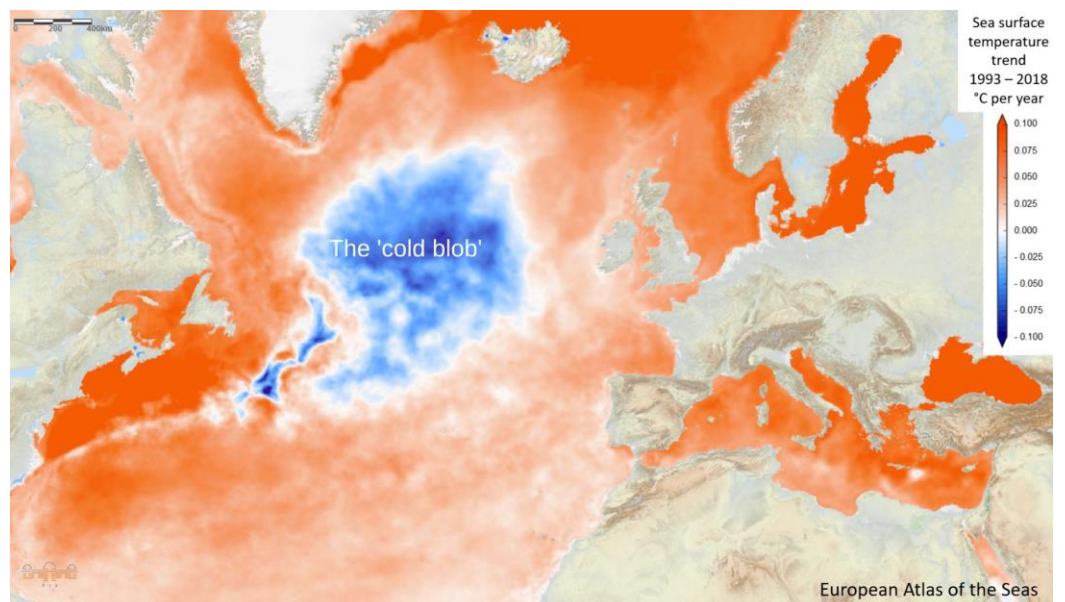 0 200 400km
Sea surface
temperature
trend
1993 – 2018
°C per year
0.100
0.075
0.050
0.025
0.000
- 0.025
- 0.050
- 0.075
- 0.100
The 'cold blob'
European Atlas of the Seas